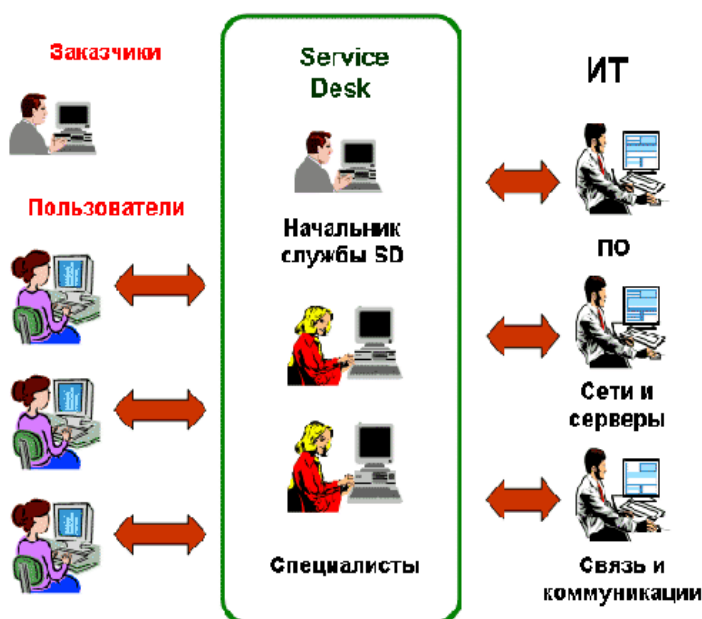 Заказчики
Пользователи
Service
Desk
Начальник
службы SD
Специалисты
ИТ
ПО
Сети и
серверы
Связь и
коммуникации